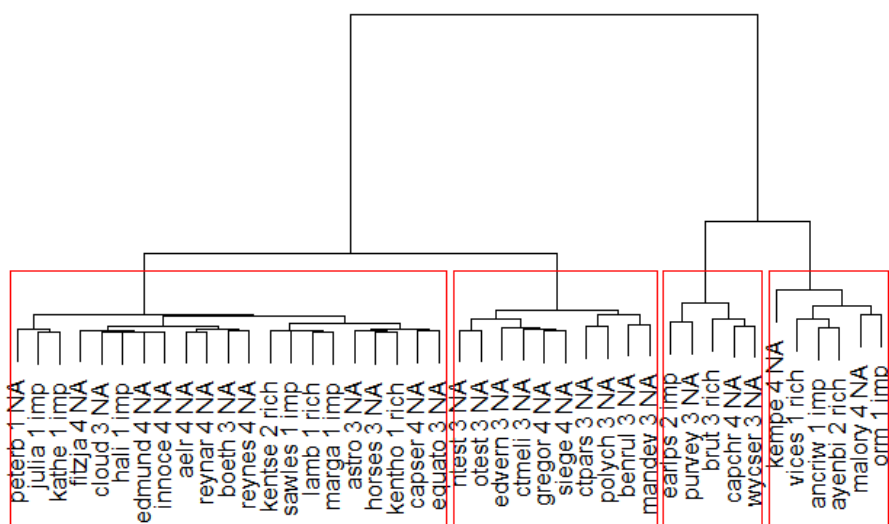 peterb 1 NA
julia 1 imp
kathe 1 imp
fitzja 4 NA
cloud 3 NA
hali 1 imp
edmund 4 NA
innoce 4 NA
aelr 4 NA
reynar 4 NA
boeth 3 NA
reynes 4 NA
kentse 2 rich
sawles 1 imp
lamb 1 rich
marga 1 imp
astro 3 NA
horses 3 NA
kentho 1 rich
capser 4 NA
equato 3 NA
ntest 3 NA
otest 3 NA
edvern 3 NA
ctmeli 3 NA
gregor 4 NA
siege 4 NA
ctpars 3 NA
polych 3 NA
benrul 3 NA
mandev 3 NA
earlps 2 imp
purvey 3 NA
brut 3 rich
capchr 4 NA
wycser 3 NA
kempe 4 NA
vices 1 rich
ancriw 1 imp
ayenbi 2 rich
malory 4 NA
orm 1 imp